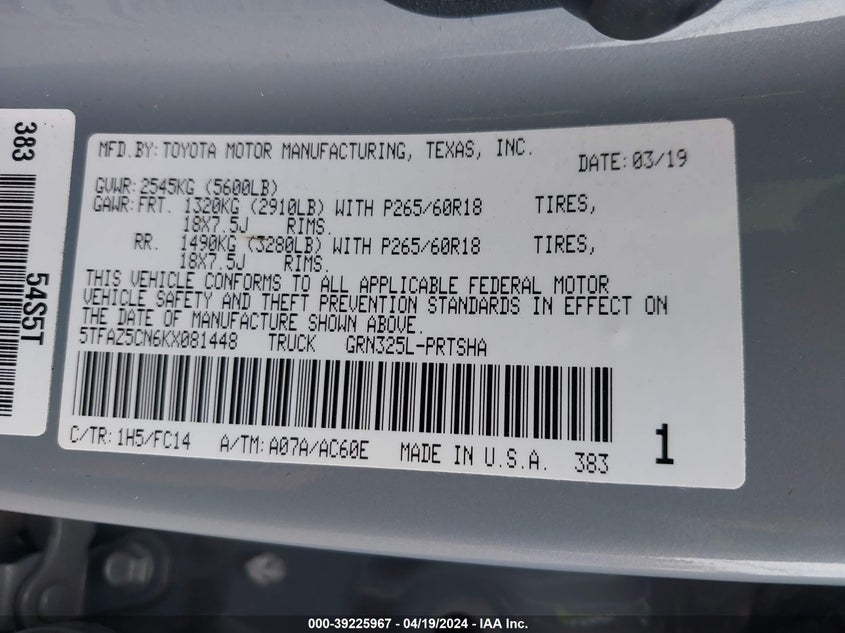 383
54S5T
MFD.BY:TOYOTA MOTOR MANUFACTURING, TEXAS, INC. DATE:03/19
GVWR:2545KG (5600LB)
GAWR:FRT. 1320KG (2910LB) WITH P265/60R18 TIRES,
18X7.5J RIMS.
RR. 1490KG (3280LB) WITH P265/60R18 TIRES,
18X7.5J RIMS.
THIS VEHICLE CONFORMS TO ALL APPLICABLE FEDERAL MOTOR
VEHICLE SAFETY AND THEFT PREVENTION STANDARDS IN EFFECT ON
THE DATE OF MANUFACTURE SHOWN ABOVE.
5TFAZ5CN6KX081448 TRUCK GRN325L-PRTSHA
C/TR:1H5/FC14 A/TM:A07A/AC60E MADE IN U.S.A. 383 1
000-39225967 - 04/19/2024 - IAA Inc.